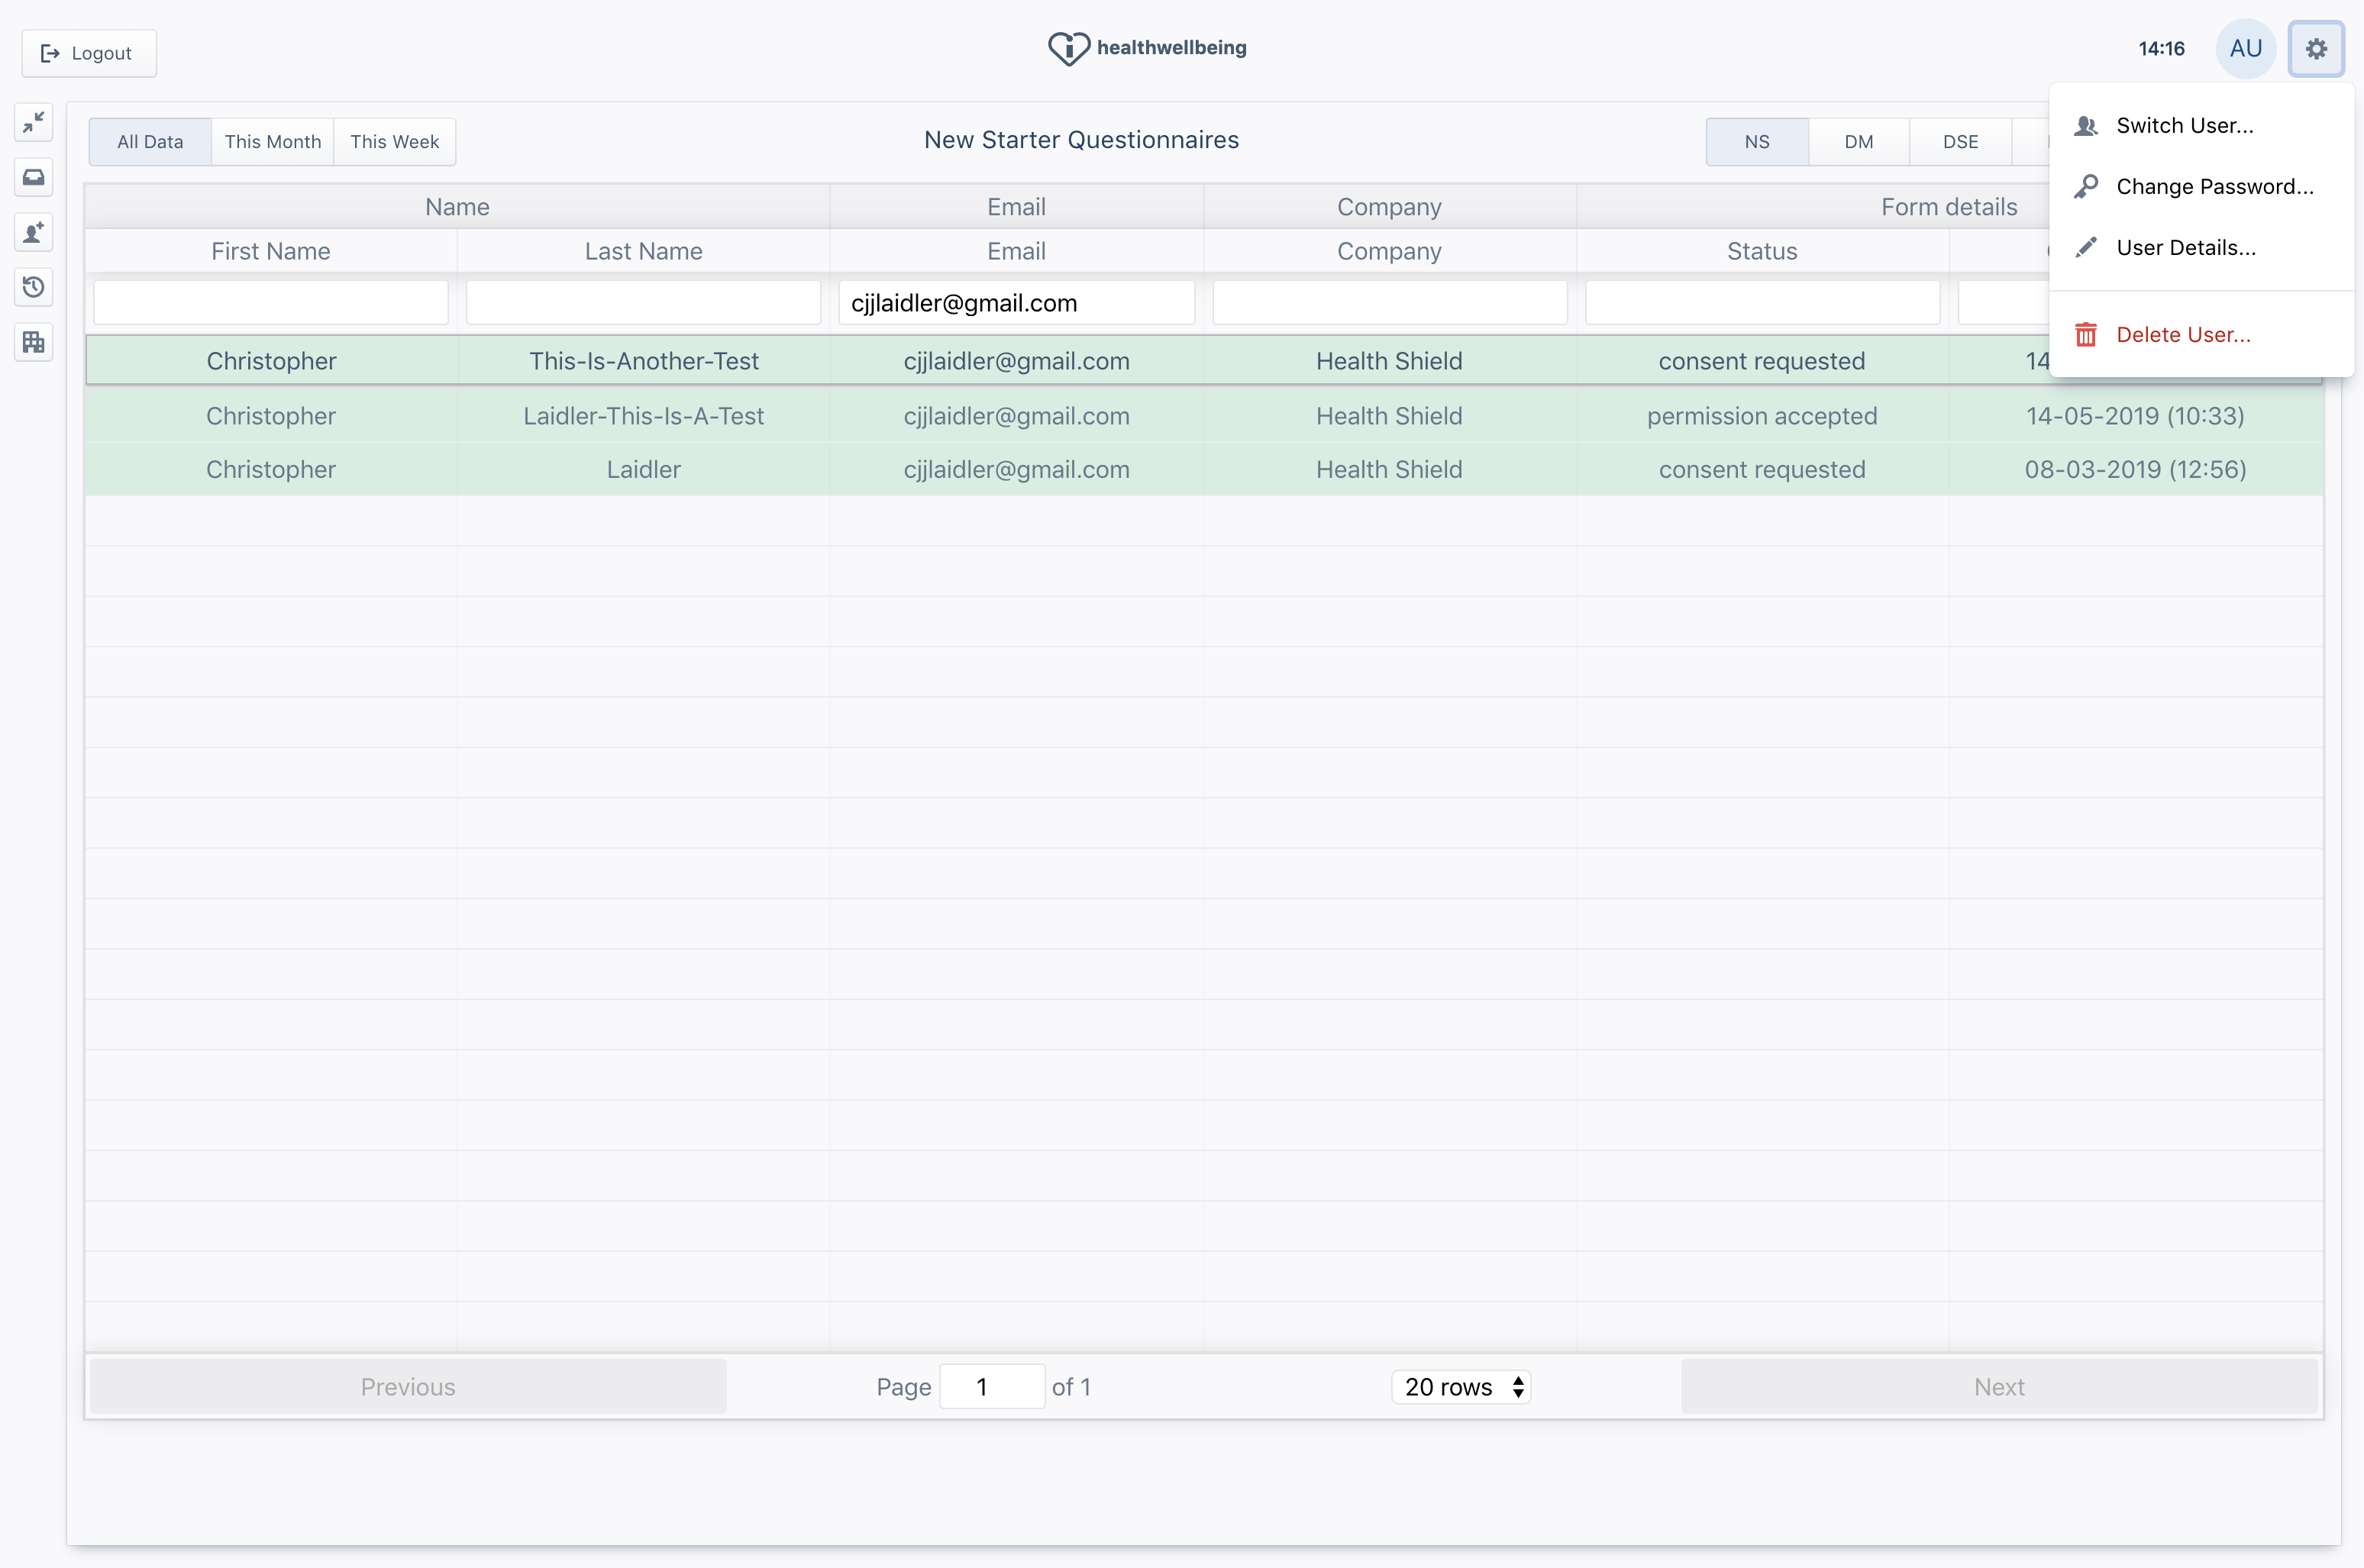 Logout
healthwellbeing
14:16
AU
Switch User...
Change Password...
User Details...
Delete User...
All Data
This Month
This Week
New Starter Questionnaires
NS
DM
DSE
Name
Email
Company
Form details
First Name
Last Name
Email
Company
Status
cjjlaidler@gmail.com
Christopher
This-Is-Another-Test
cjjlaidler@gmail.com
Health Shield
consent requested
14
Christopher
Laidler-This-Is-A-Test
cjjlaidler@gmail.com
Health Shield
permission accepted
14-05-2019 (10:33)
Christopher
Laidler
cjjlaidler@gmail.com
Health Shield
consent requested
08-03-2019 (12:56)
Previous
Page 1 of 1
20 rows
Next